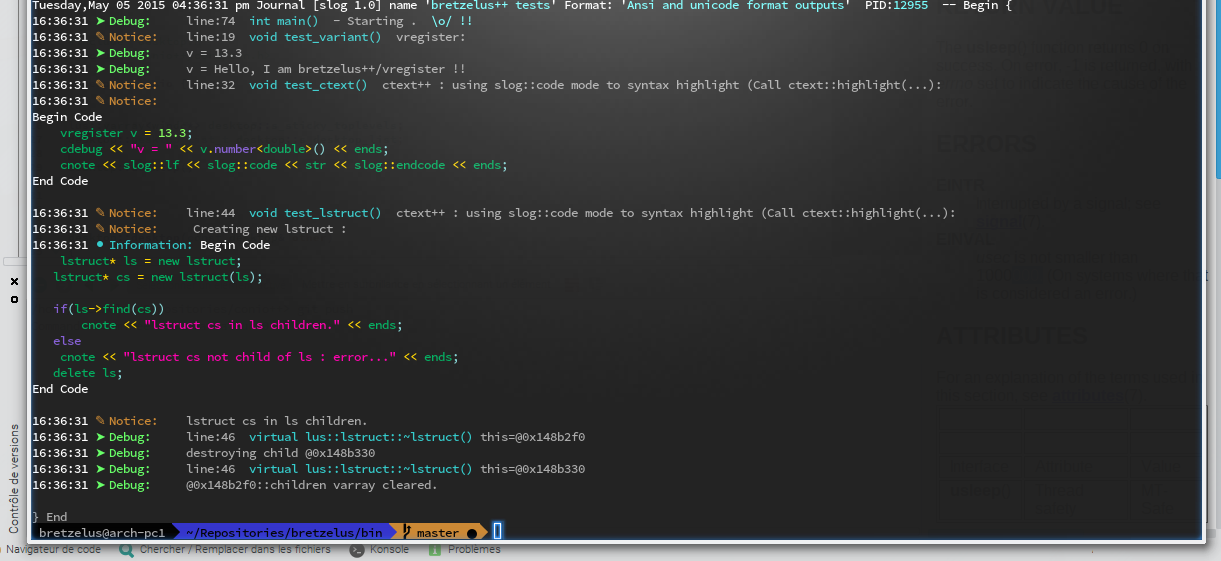 Tuesday,May 05 2015 04:36:31 pm Journal [slog 1.0] name 'bretzelus++ tests' Format: 'Ansi and unicode format outputs'  PID:12955  -- Begin {
16:36:31 ➤ Debug:     line:74  int main()  - Starting .  \o/ !!
16:36:31 ✎ Notice:    line:19  void test_variant()  vregister:
16:36:31 ➤ Debug:     v = 13.3
16:36:31 ➤ Debug:     v = Hello, I am bretzelus++/vregister !!
16:36:31 ✎ Notice:    line:32  void test_ctext()  ctext++ : using slog::code mode to syntax highlight (Call ctext::highlight(...):
16:36:31 ✎ Notice:
Begin Code
    vregister v = 13.3;
    cdebug << "v = " << v.number<double>() << ends;
    cnote << slog::lf << slog::code << str << slog::endcode << ends;
End Code
16:36:31 ✎ Notice:    line:44  void test_lstruct()  ctext++ : using slog::code mode to syntax highlight (Call ctext::highlight(...):
16:36:31 ✎ Notice:     Creating new lstruct :
16:36:31 ● Information: Begin Code
    lstruct* ls = new lstruct;
   lstruct* cs = new lstruct(ls);
   if(ls->find(cs))
       cnote << "lstruct cs in ls children." << ends;
   else
    cnote << "lstruct cs not child of ls : error..." << ends;
   delete ls;
End Code
16:36:31 ✎ Notice:    lstruct cs in ls children.
16:36:31 ➤ Debug:     line:46  virtual lus::lstruct::~lstruct() this=@0x148b2f0
16:36:31 ➤ Debug:     destroying child @0x148b330
16:36:31 ➤ Debug:     line:46  virtual lus::lstruct::~lstruct() this=@0x148b330
16:36:31 ➤ Debug:     @0x148b2f0::children varray cleared.
} End
bretzelus@arch-pc1 ~/Repositories/bretzelus/bin master ●
Contrôle de versions
Navigateur de code
Chercher / Remplacer dans les fichiers
Konsole
Problèmes
ERRORS
ATTRIBUTES